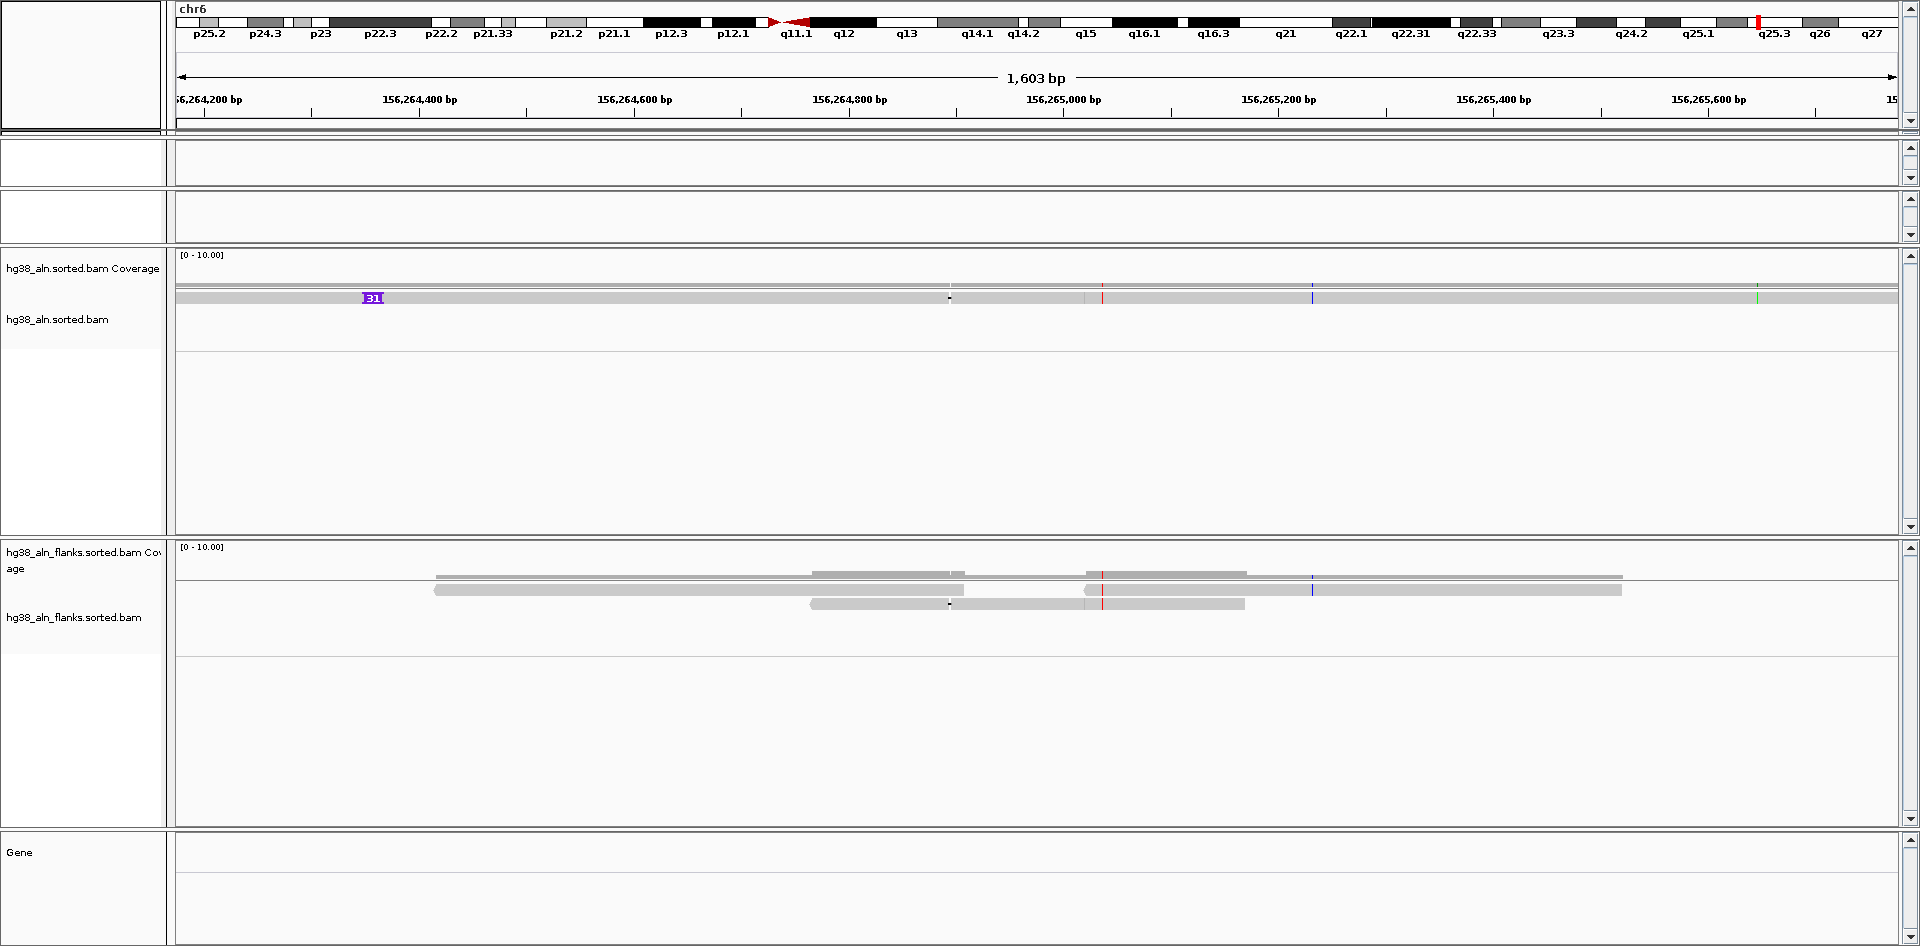 chr6
p25.2 p24.3 p23 p22.3 p22.2 p21.33 p21.2 p21.1 p12.3 p12.1 q11.1 q12 q13 q14.1 q14.2 q15 q16.1 q16.3 q21 q22.1 q22.31 q22.33 q23.3 q24.2 q25.1 q25.3 q26 q27
1,603 bp
56,264,200 bp 156,264,400 bp 156,264,600 bp 156,264,800 bp 156,265,000 bp 156,265,200 bp 156,265,400 bp 156,265,600 bp 15
[0 - 10.00]
hg38_aln.sorted.bam Coverage
31
hg38_aln.sorted.bam
[0 - 10.00]
hg38_aln_flanks.sorted.bam Cov
age
hg38_aln_flanks.sorted.bam
Gene